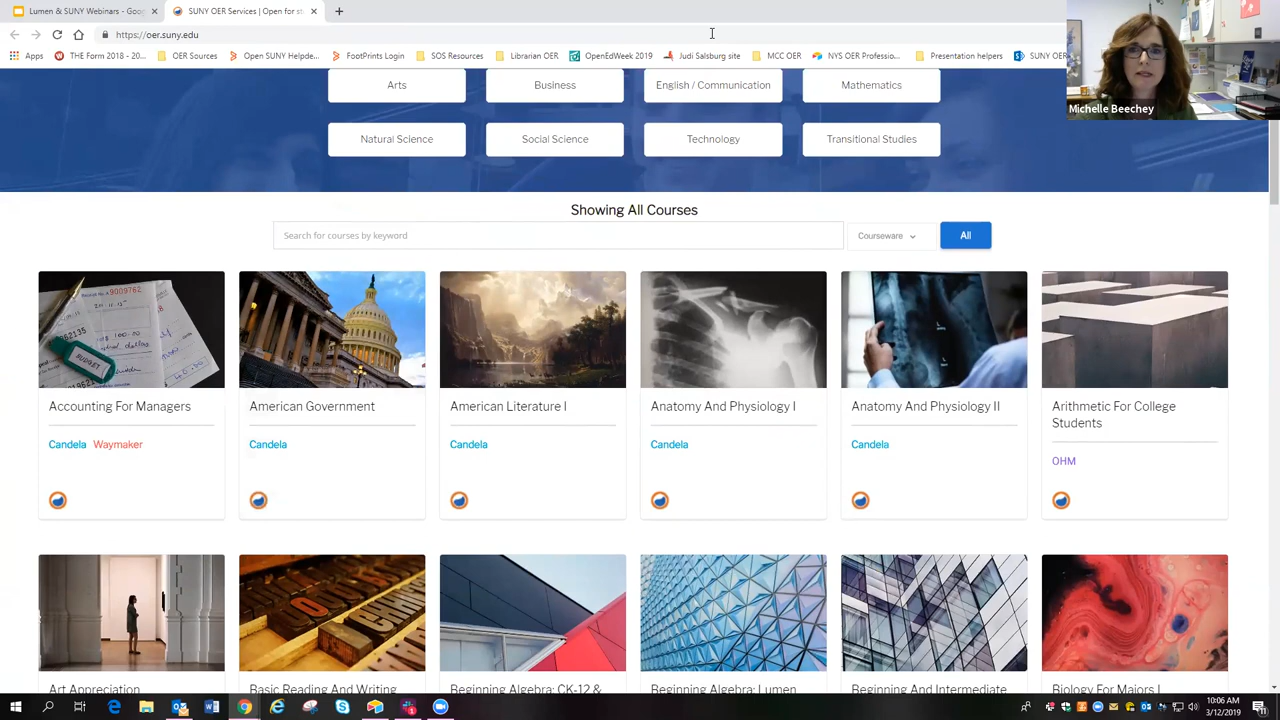 Lumen & SUNY Webinars - Goog
SUNY OER Services | Open for st
https://oer.suny.edu
Apps
THE Form 2018 - 20...
Open SUNY Helpde...
FootPrints Login
SOS Resources
Librarian OER
OpenEdWeek 2019
Judi Salsburg site
MCC OER
NYS OER Professio...
Presentation helpers
SUNY OER
Michelle Beechey
Arts
Business
English / Communication
Mathematics
Natural Science
Social Science
Technology
Transitional Studies
Showing All Courses
Search for courses by keyword
Courseware
All
9009762
BUDGET
Accounting For Managers
American Government
American Literature I
Anatomy And Physiology I
Anatomy And Physiology II
Arithmetic For College
Students
Candela Waymaker
Candela
Candela
Candela
Candela
OHM
Art Appreciation
Basic Reading And Writing
Beginning Algebra: CK-12 &
Beginning Algebra: Lumen
Beginning And Intermediate
Biology For Majors I
10:06 AM
3/12/2019